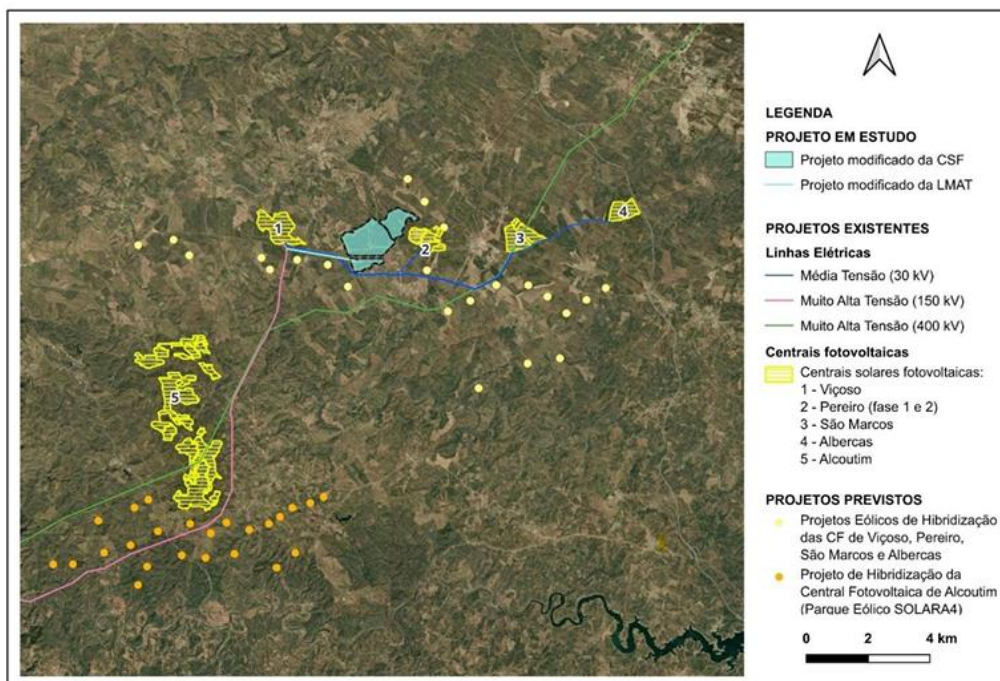 1
2
3
4
5
LEGENDA
PROJETO EM ESTUDO
Projeto modificado da CSF
Projeto modificado da LMAT
PROJETOS EXISTENTES
Linhas Elétricas
Média Tensão (30 kV)
Muito Alta Tensão (150 kV)
Muito Alta Tensão (400 kV)
Centrais fotovoltaicas
Centrais solares fotovoltaicas:
1 - Viçoso
2 - Pereiro (fase 1 e 2)
3 - São Marcos
4 - Albercas
5 - Alcoutim
PROJETOS PREVISTOS
Projetos Eólicos de Hibridização
das CF de Viçoso, Pereiro,
São Marcos e Albercas
Projeto de Hibridização da
Central Fotovoltaica de Alcoutim
(Parque Eólico SOLARA4)
0 2 4 km